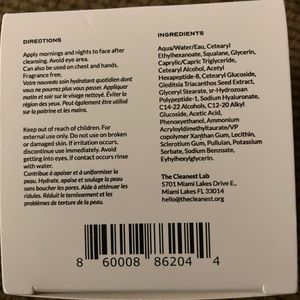 DIRECTIONS
Apply mornings and nights to face after
cleansing. Avoid eye area.
Can also be used on chest and hands.
Fragrance free.
Votre nouveau soin hydratant quotidien dont
vous ne pourrez plus vous passer. Appliquer
matin et soir sur le visage nettoyé. Éviter la
région des yeux. Peut également être utilisé sur
la poitrine et les mains.
Keep out of reach of children. For
external use only. Do not use on broken
or damaged skin. If irritation occurs,
discontinue use immediately. Avoid
getting into eyes, if contact occurs rinse
with water.
Contribue à apaiser et à uniformiser la
peau. Hydrate, apaise et soulage la peau
sans boucher les pores. Aide à atténuer les
ridules. Réduit le ternissement et les
problèmes de texture de la peau.
INGREDIENTS
Aqua/Water/Eau, Cetearyl
Ethylhexanoate, Squalane, Glycerin,
Caprylic/Capric Triglyceride,
Cetearyl Alcohol, Acetyl
Hexapeptide-8, Cetearyl Glucoside,
Gleditsia Triacanthos Seed Extract,
Glyceryl Stearate, sr-Hydrozoan
Polypeptide-1, Sodium Hyaluronate,
C14-22 Alcohols, C12-20 Alkyl
Glucoside, Acetic acid,
Phenoxyethanol, Ammonium
Acryloyldimethyltaurate/VP
copolymer Xanthan Gum, Lecithin,
Sclerotium Gum, Pullulan, Potassium
Sorbate, Sodium Benzoate,
Eyhylhexylglycerin.
The Cleanest Lab
5701 Miami Lakes Drive E.,
Miami Lakes FL 33014
hello@thecleanest.co
8 60008 86204 4